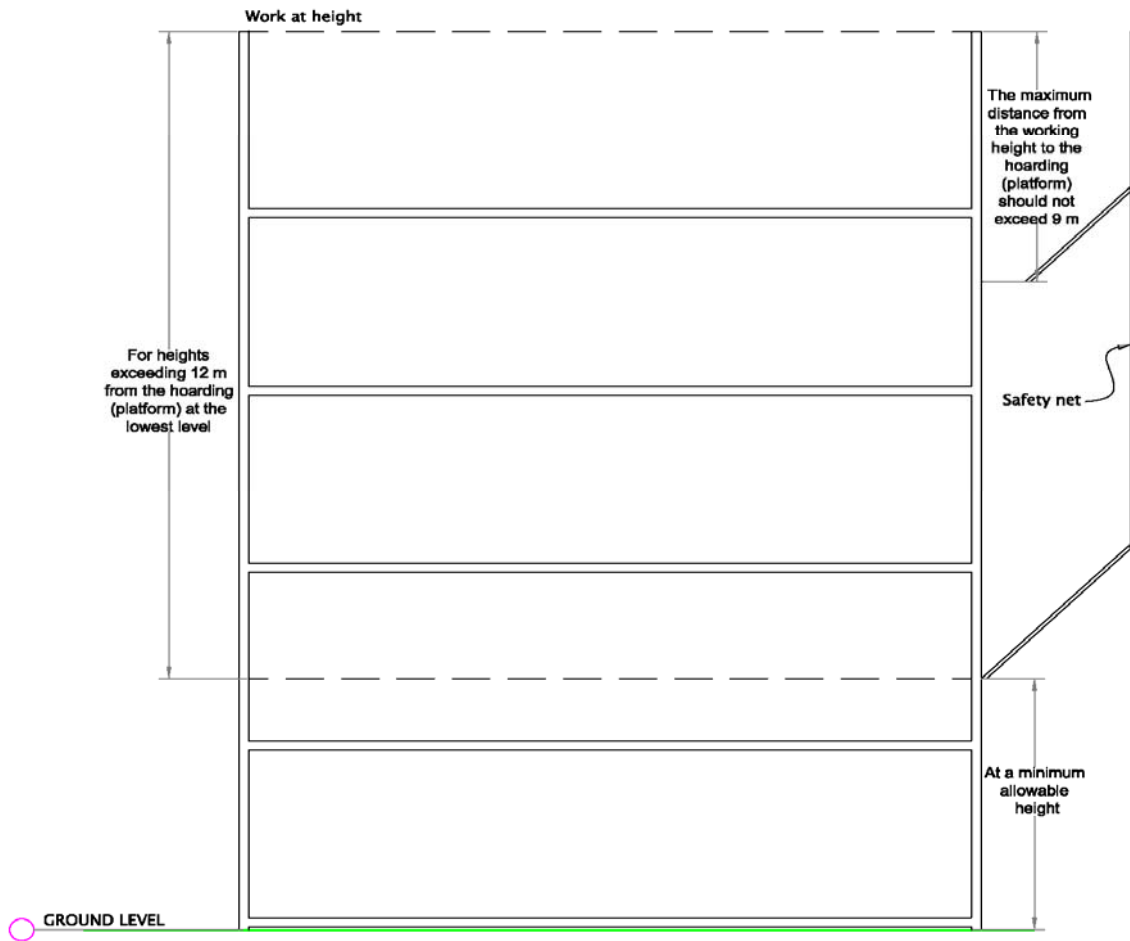 Work at height
The maximum
distance from
the working
height to the
hoarding
(platform)
should not
exceed 9 m
For heights
exceeding 12 m
from the hoarding
(platform) at the
lowest level
Safety net
At a minimum
allowable
height
GROUND LEVEL